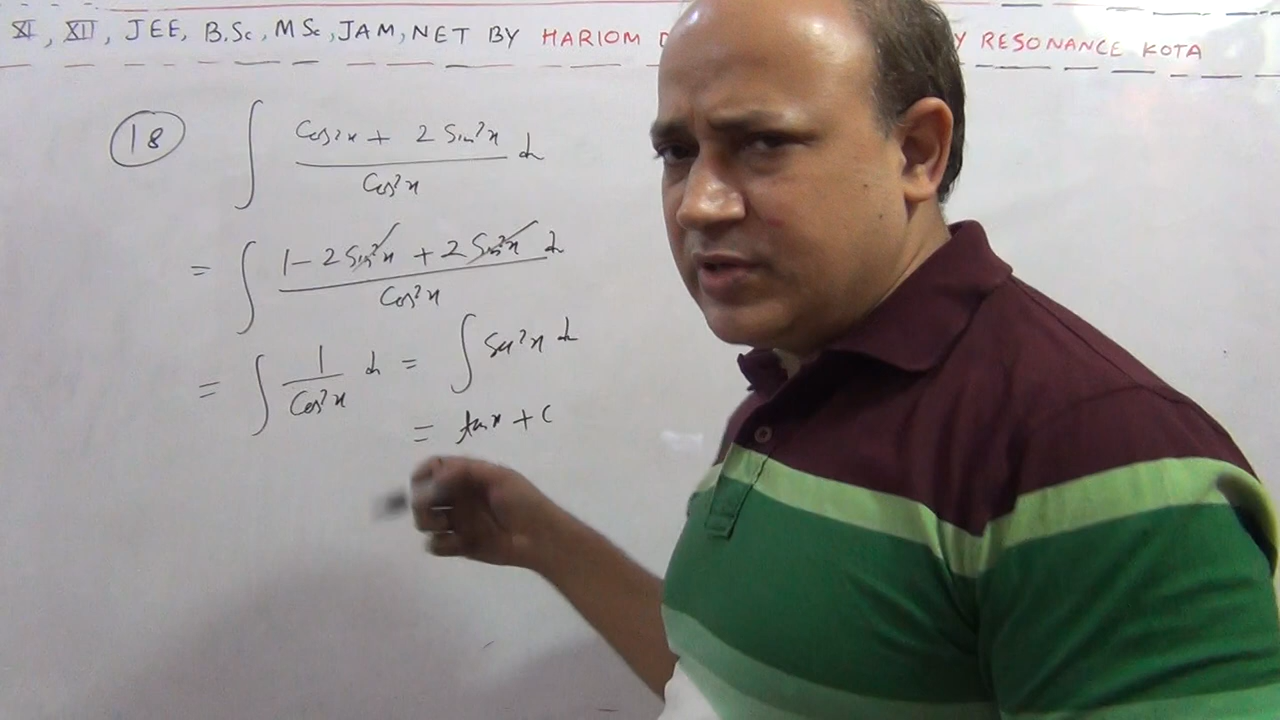 XI, XII, JEE, B.Sc, MSc, JAM, NET BY HARIOM D Y RESONANCE KOTA
18 ∫ (Cos2x + 2 Sin²x)/(Cos²x) dx
= ∫ (1 - 2 Sin²x + 2 Sin²x)/(Cos²x) dx
= ∫ 1/(Cos²x) dx = ∫ Sec²x dx
= tan x + C